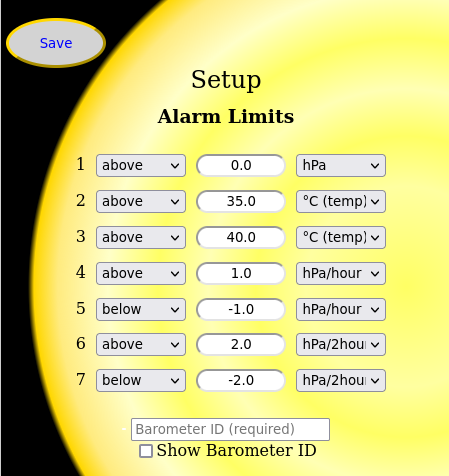 Save
Setup
Alarm Limits
1 above 0.0 hPa
2 above 35.0 °C (temp)
3 above 40.0 °C (temp)
4 above 1.0 hPa/hour
5 below -1.0 hPa/hour
6 above 2.0 hPa/2hou
7 below -2.0 hPa/2hou
Barometer ID (required)
Show Barometer ID